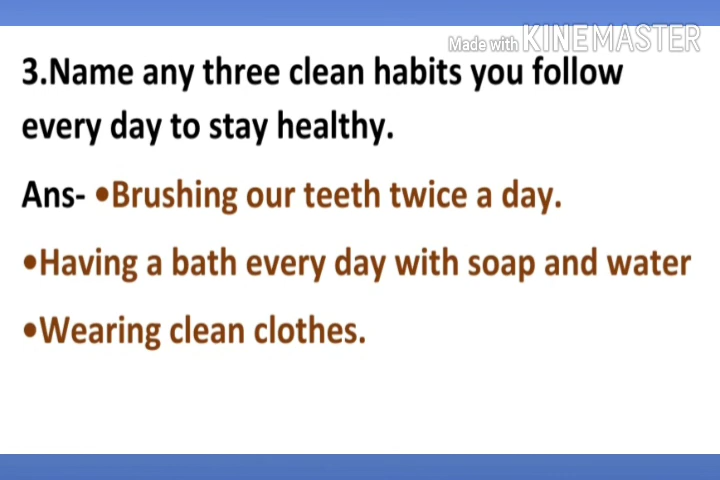 Made with KINEMASTER
3.Name any three clean habits you follow
every day to stay healthy.
Ans- •Brushing our teeth twice a day.
•Having a bath every day with soap and water
•Wearing clean clothes.